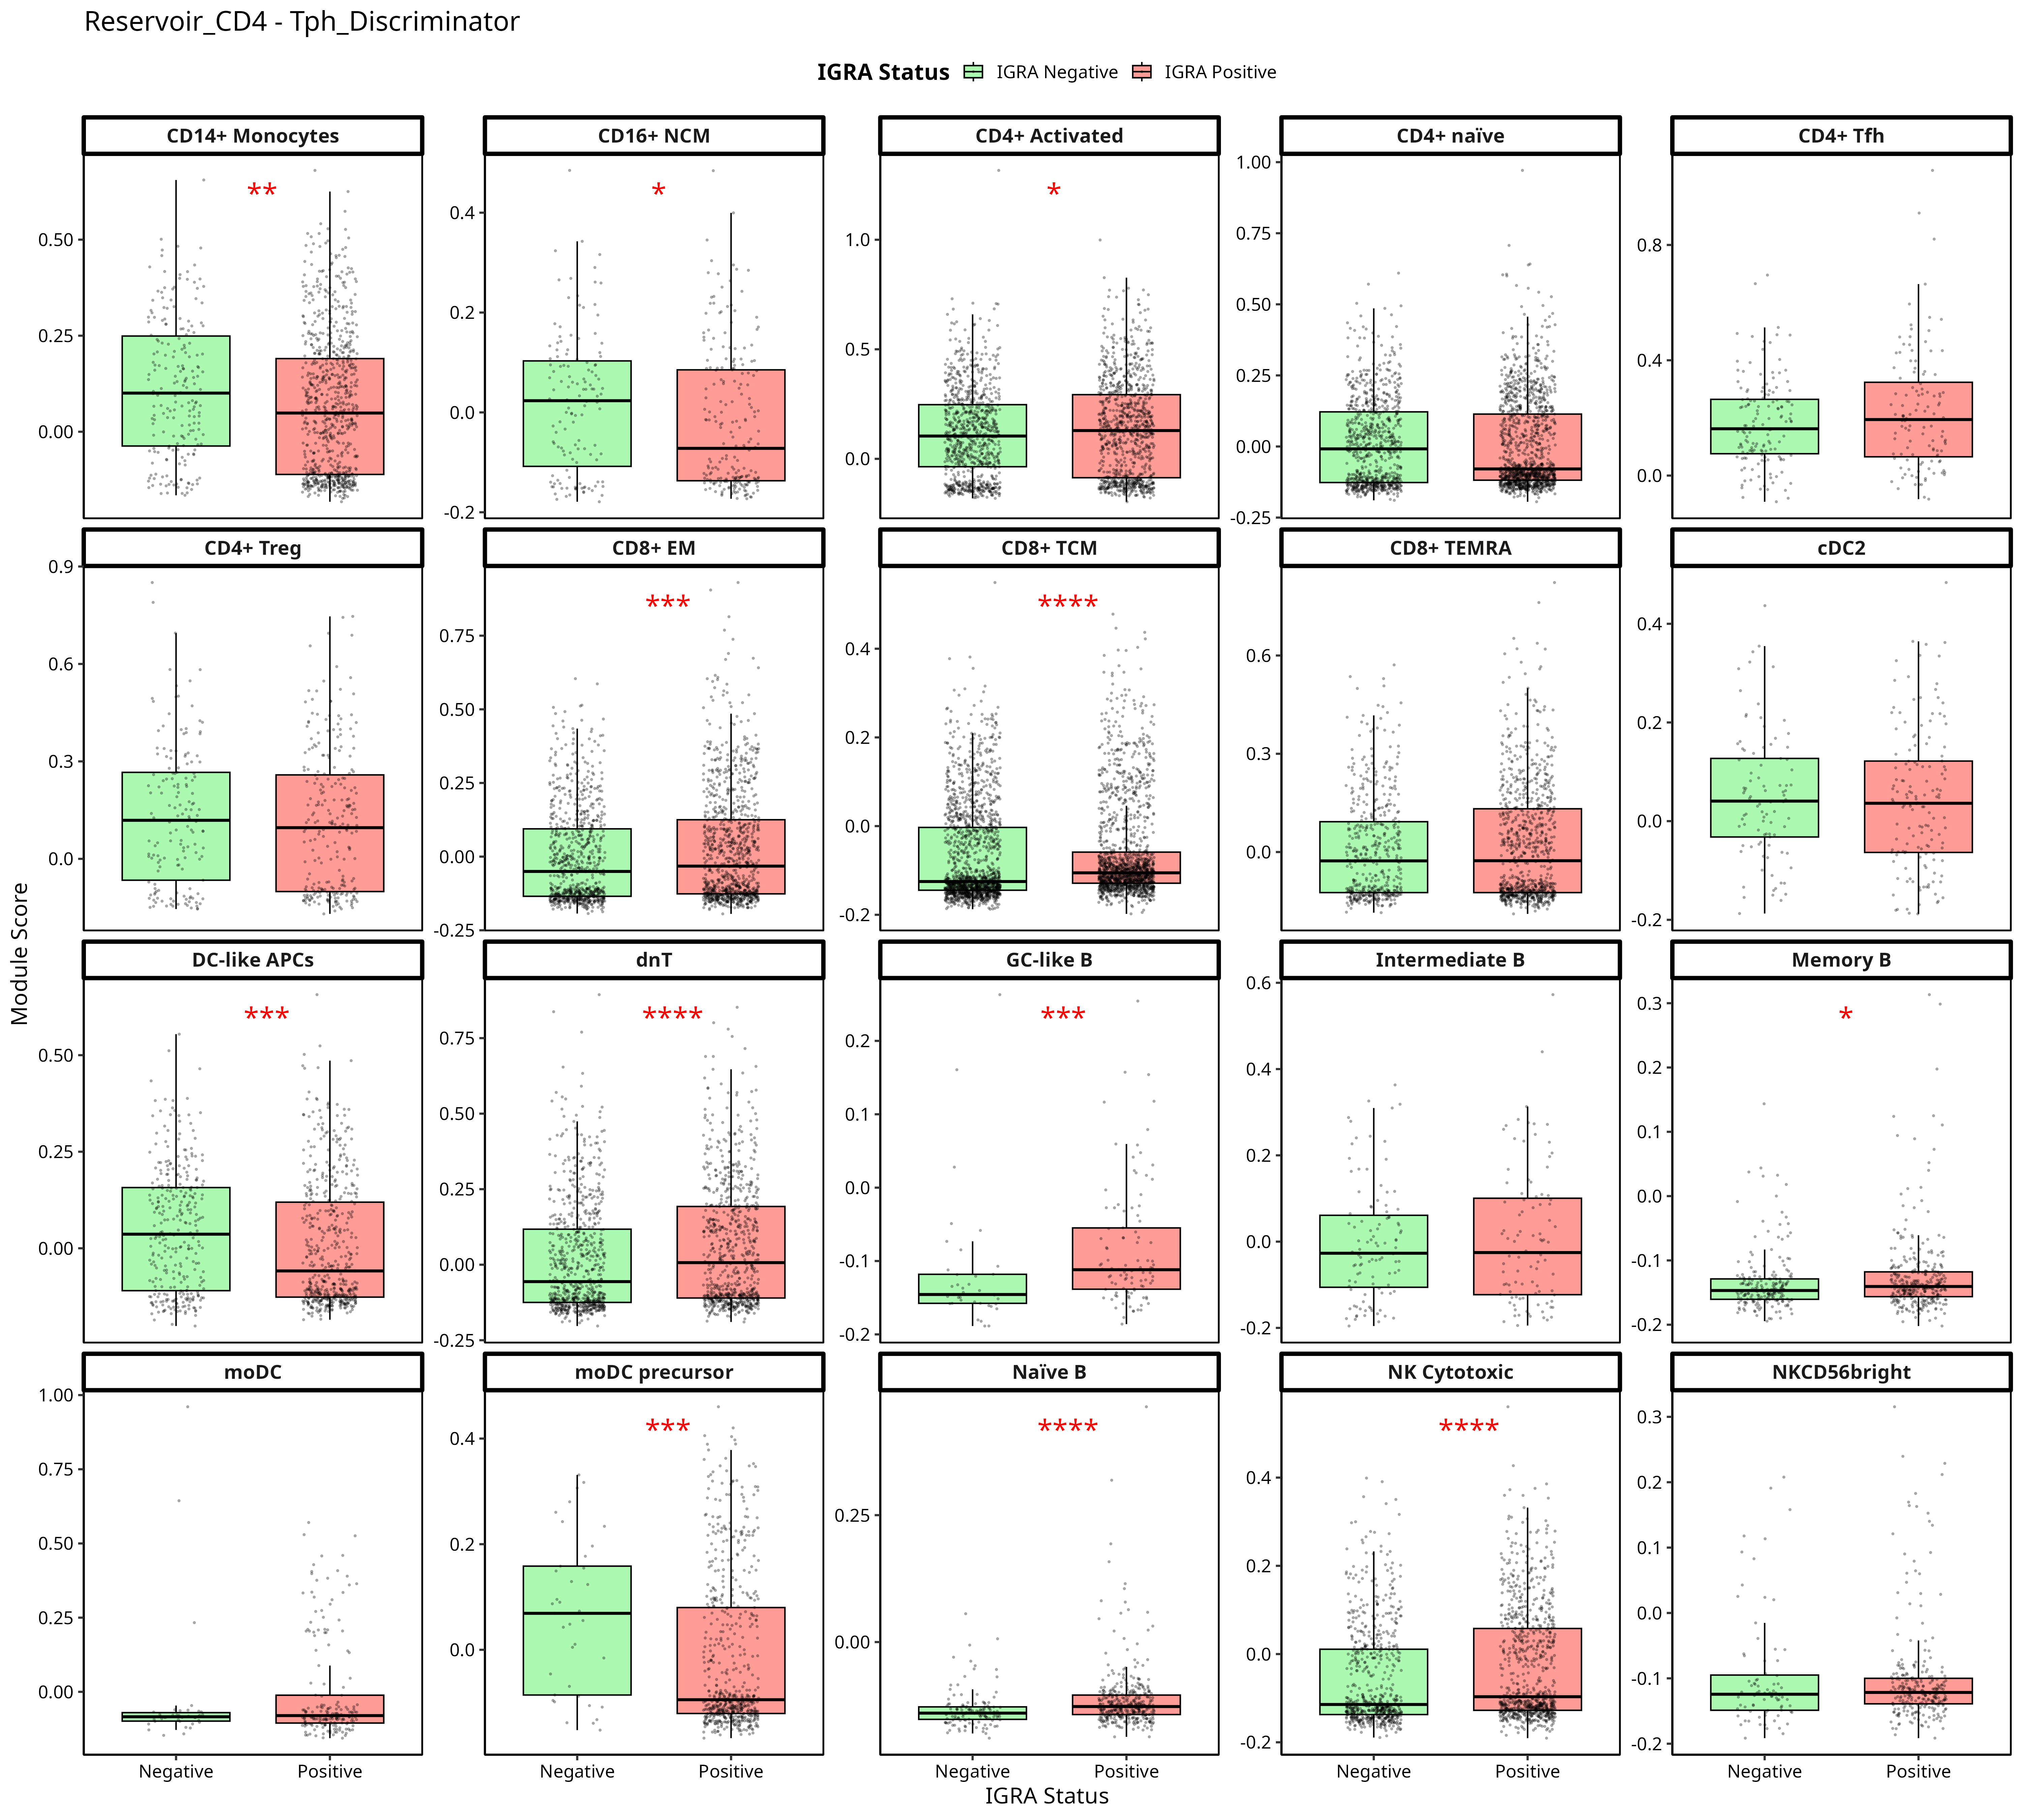 Reservoir_CD4 - Tph_Discriminator
IGRA Status IGRA Negative IGRA Positive
CD14+ Monocytes CD16+ NCM CD4+ Activated CD4+ naïve CD4+ Tfh
** * *
0.50 0.25 0.00
0.4 0.2 0.0 -0.2
1.0 0.5 0.0
1.00 0.75 0.50 0.25 0.00 -0.25
0.8 0.4 0.0
CD4+ Treg CD8+ EM CD8+ TCM CD8+ TEMRA cDC2
*** ****
0.9 0.6 0.3 0.0
0.75 0.50 0.25 0.00 -0.25
0.4 0.2 0.0 -0.2
0.6 0.3 0.0
0.4 0.2 0.0 -0.2
Module Score
DC-like APCs dnT GC-like B Intermediate B Memory B
*** **** *** *
0.50 0.25 0.00
0.75 0.50 0.25 0.00 -0.25
0.2 0.1 0.0 -0.1 -0.2
0.6 0.4 0.2 0.0 -0.2
0.3 0.2 0.1 0.0 -0.1 -0.2
moDC moDC precursor Naïve B NK Cytotoxic NKCD56bright
*** **** ****
1.00 0.75 0.50 0.25 0.00
0.4 0.2 0.0
0.25 0.00
0.4 0.2 0.0 -0.2
0.3 0.2 0.1 0.0 -0.1 -0.2
Negative Positive Negative Positive Negative Positive Negative Positive Negative Positive
IGRA Status